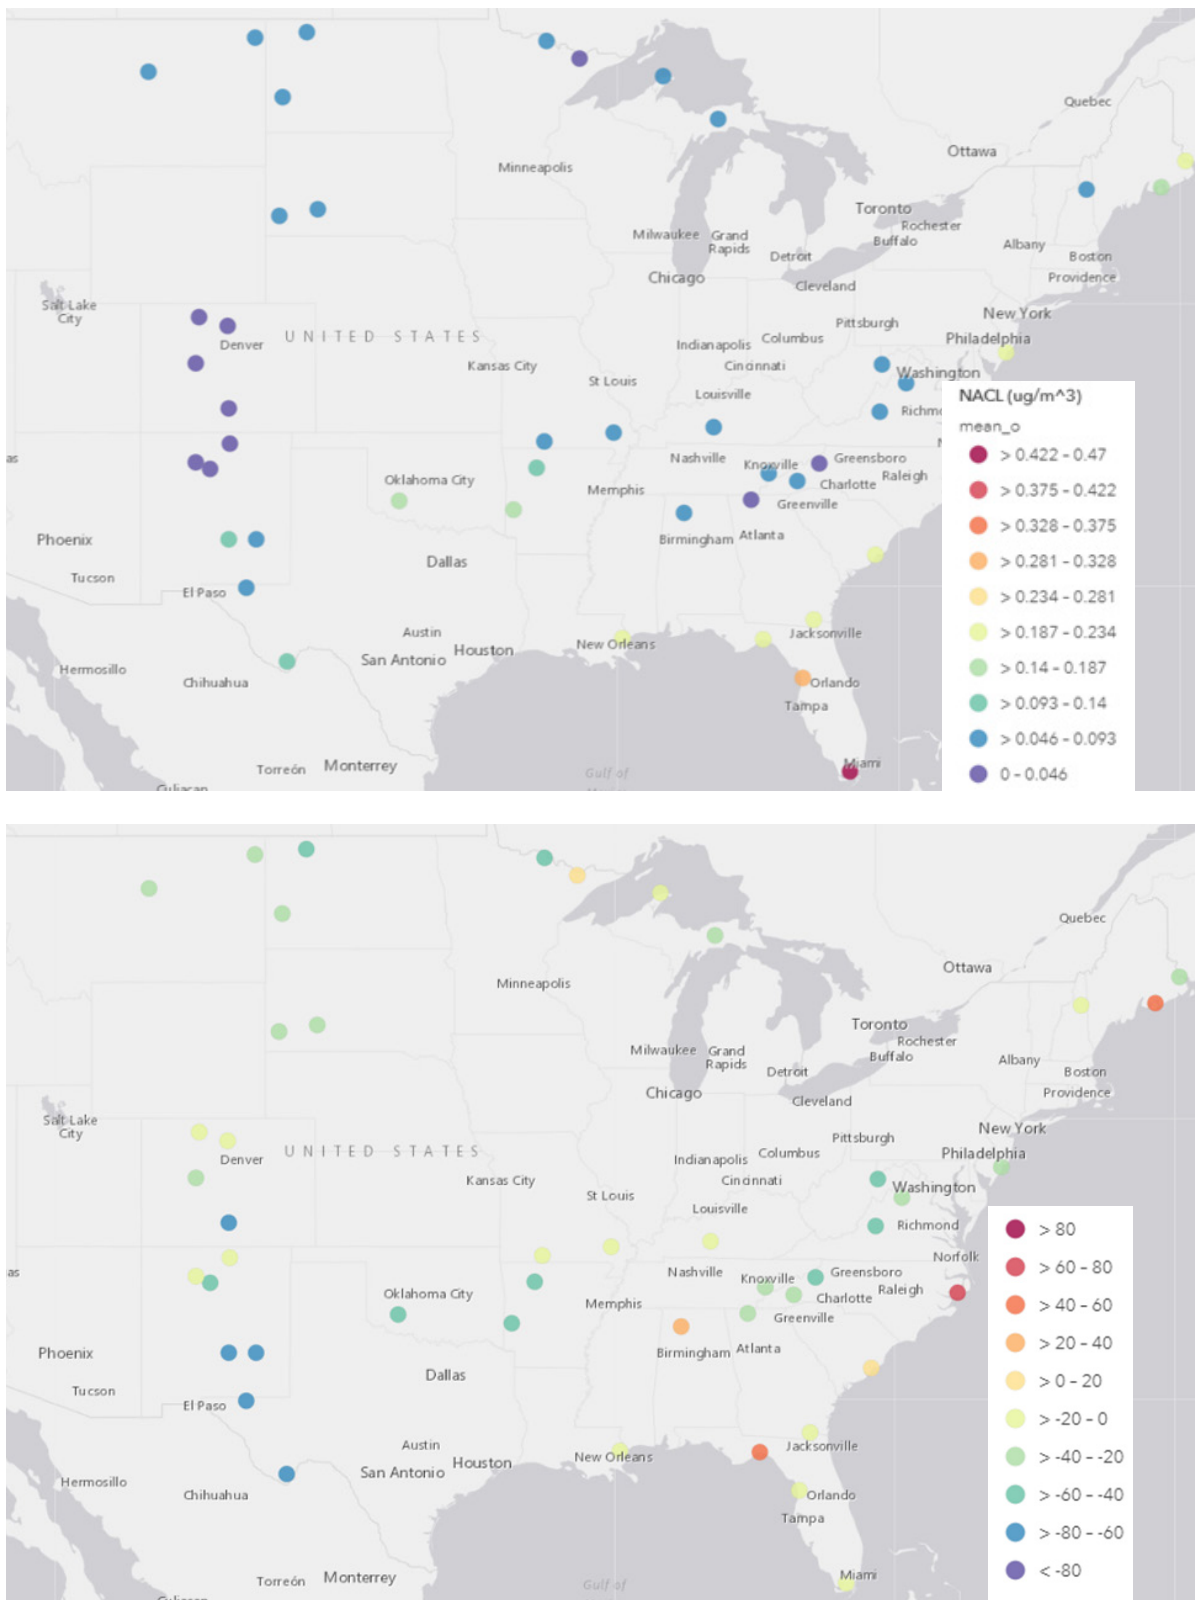 Quebec
Ottawa
Minneapolis
Toronto
Rochester
Milwaukee
Grand
Rapids
Buffalo
Albany
Detroit
Boston
Chicago
Cleveland
Providence
Salt Lake
City
New York
UNITED STATES
Denver
Pittsburgh
Indianapolis
Columbus
Philadelphia
Kansas City
Cincinnati
Washington
St Louis
Louisville
NACL (ug/m^3)
Richmo
mean_o
as
Nashville
Knoxville
Greensboro
> 0.422 - 0.47
Oklahoma City
Memphis
Charlotte
Raleigh
Greenville
> 0.375 - 0.422
Phoenix
Birmingham
Atlanta
> 0.328 - 0.375
Dallas
> 0.281 - 0.328
Tucson
El Paso
> 0.234 - 0.281
Austin
Jacksonville
> 0.187 - 0.234
New Orleans
Houston
San Antonio
Hermosillo
> 0.14 - 0.187
Chihuahua
Orlando
Tampa
> 0.093 - 0.14
> 0.046 - 0.093
Torreón
Monterrey
Miami
Gulf of
0 - 0.046
Culiacan
Quebec
Ottawa
Minneapolis
Toronto
Rochester
Milwaukee
Grand
Rapids
Buffalo
Albany
Detroit
Boston
Chicago
Cleveland
Providence
Salt Lake
City
New York
UNITED STATES
Denver
Pittsburgh
Indianapolis
Columbus
Philadelphia
Kansas City
Cincinnati
Washington
St Louis
Louisville
Richmond
> 80
Norfolk
as
Nashville
Knoxville
Greensboro
> 60 - 80
Oklahoma City
Memphis
Charlotte
Raleigh
> 40 - 60
Greenville
Phoenix
Birmingham
Atlanta
> 20 - 40
Dallas
> 0 - 20
Tucson
El Paso
> -20 - 0
Austin
Jacksonville
New Orleans
Houston
San Antonio
> -40 - -20
Hermosillo
Chihuahua
Orlando
> -60 - -40
Tampa
> -80 - -60
Torreón
Monterrey
Miami
< -80
Gulf of